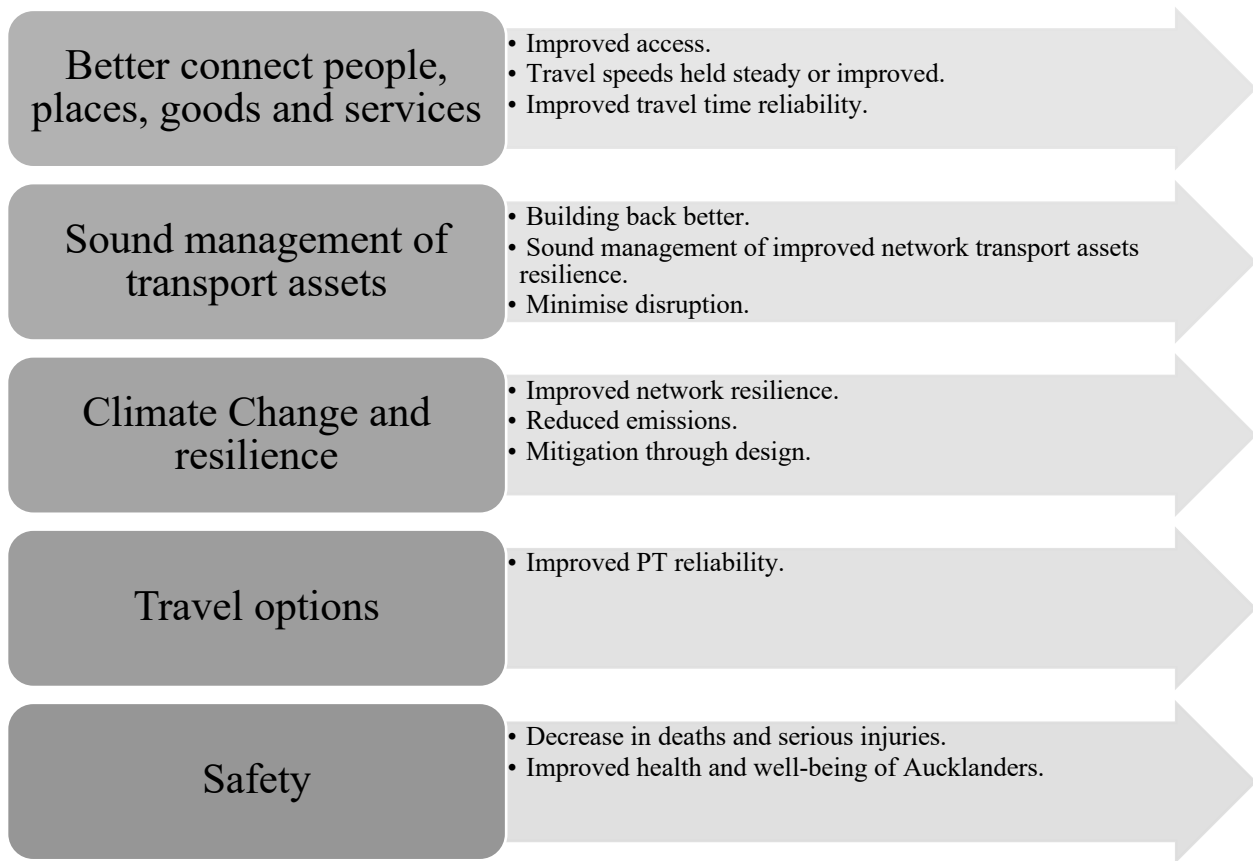 Better connect people,
places, goods and services
• Improved access.
• Travel speeds held steady or improved.
• Improved travel time reliability.
Sound management of
transport assets
• Building back better.
• Sound management of improved network transport assets
resilience.
• Minimise disruption.
Climate Change and
resilience
• Improved network resilience.
• Reduced emissions.
• Mitigation through design.
Travel options
• Improved PT reliability.
Safety
• Decrease in deaths and serious injuries.
• Improved health and well-being of Aucklanders.